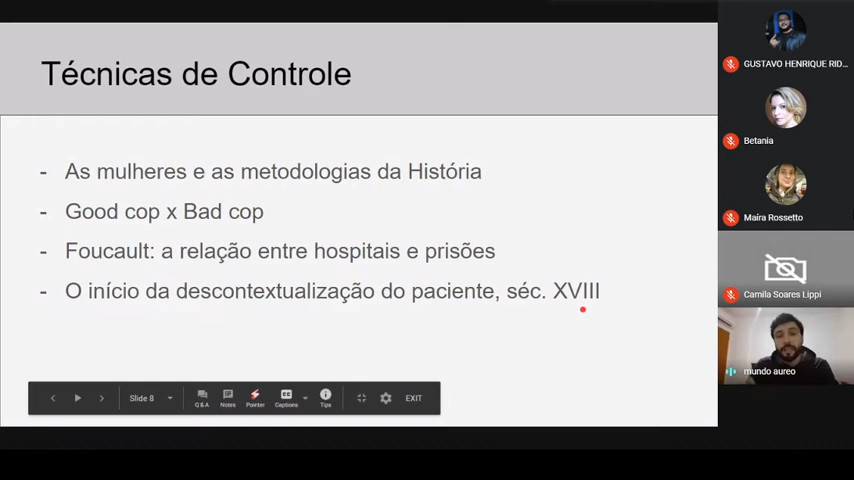 Técnicas de Controle
- As mulheres e as metodologias da História
- Good cop x Bad cop
- Foucault: a relação entre hospitais e prisões
- O início da descontextualização do paciente, séc. XVIII
Slide 8
Q & A
Notes
Pointer
CC
Captions
Tips
EXIT
GUSTAVO HENRIQUE RID...
Betania
Maíra Rossetto
Camila Soares Lippi
mundo aureo